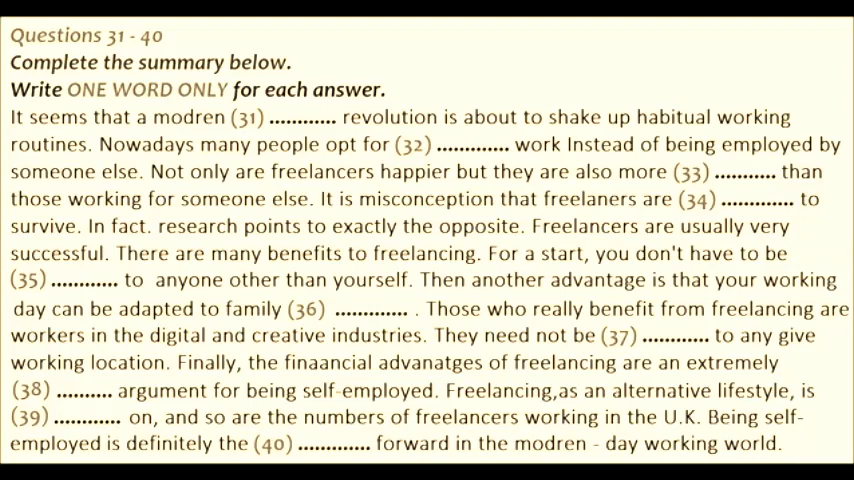 Questions 31 - 40
Complete the summary below.
Write ONE WORD ONLY for each answer.
It seems that a modren (31) ............ revolution is about to shake up habitual working
routines. Nowadays many people opt for (32) ............. work Instead of being employed by
someone else. Not only are freelancers happier but they are also more (33) ........... than
those working for someone else. It is misconception that freelaners are (34) ............. to
survive. In fact. research points to exactly the opposite. Freelancers are usually very
successful. There are many benefits to freelancing. For a start, you don't have to be
(35) ............ to anyone other than yourself. Then another advantage is that your working
day can be adapted to family (36) ............. . Those who really benefit from freelancing are
workers in the digital and creative industries. They need not be (37) ............ to any give
working location. Finally, the finaancial advanatges of freelancing are an extremely
(38) .......... argument for being self-employed. Freelancing,as an alternative lifestyle, is
(39) ............ on, and so are the numbers of freelancers working in the U.K. Being self-
employed is definitely the (40) ............. forward in the modren - day working world.